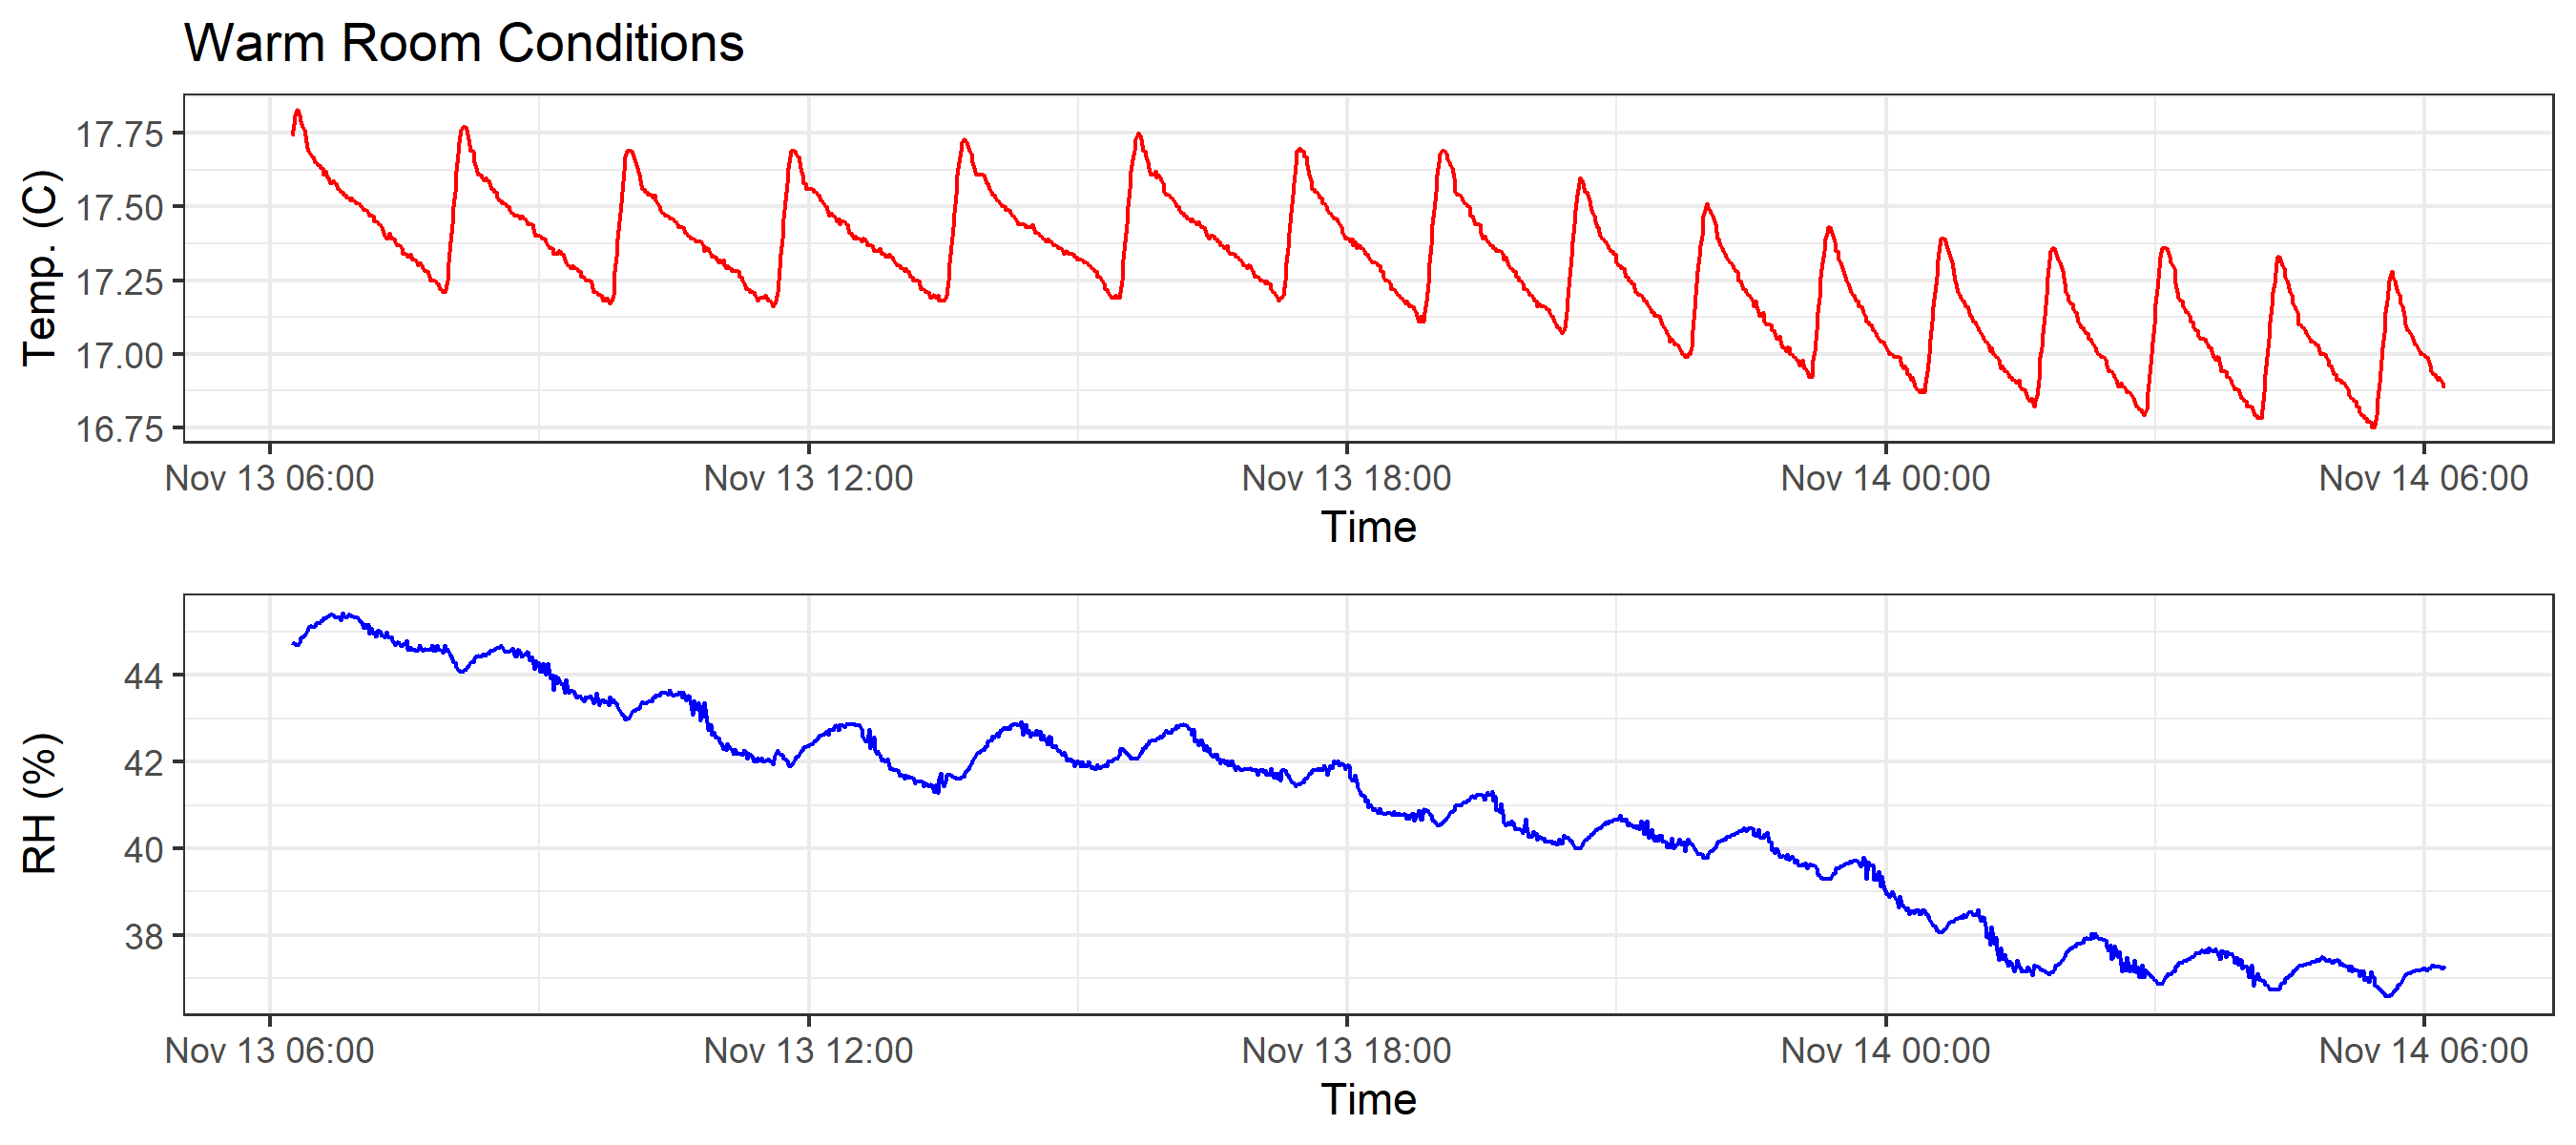 Warm Room Conditions
Temp. (C)
17.75
17.50
17.25
17.00
16.75
Nov 13 06:00 Nov 13 12:00 Nov 13 18:00 Nov 14 00:00 Nov 14 06:00
Time
RH (%)
44
42
40
38
Nov 13 06:00 Nov 13 12:00 Nov 13 18:00 Nov 14 00:00 Nov 14 06:00
Time